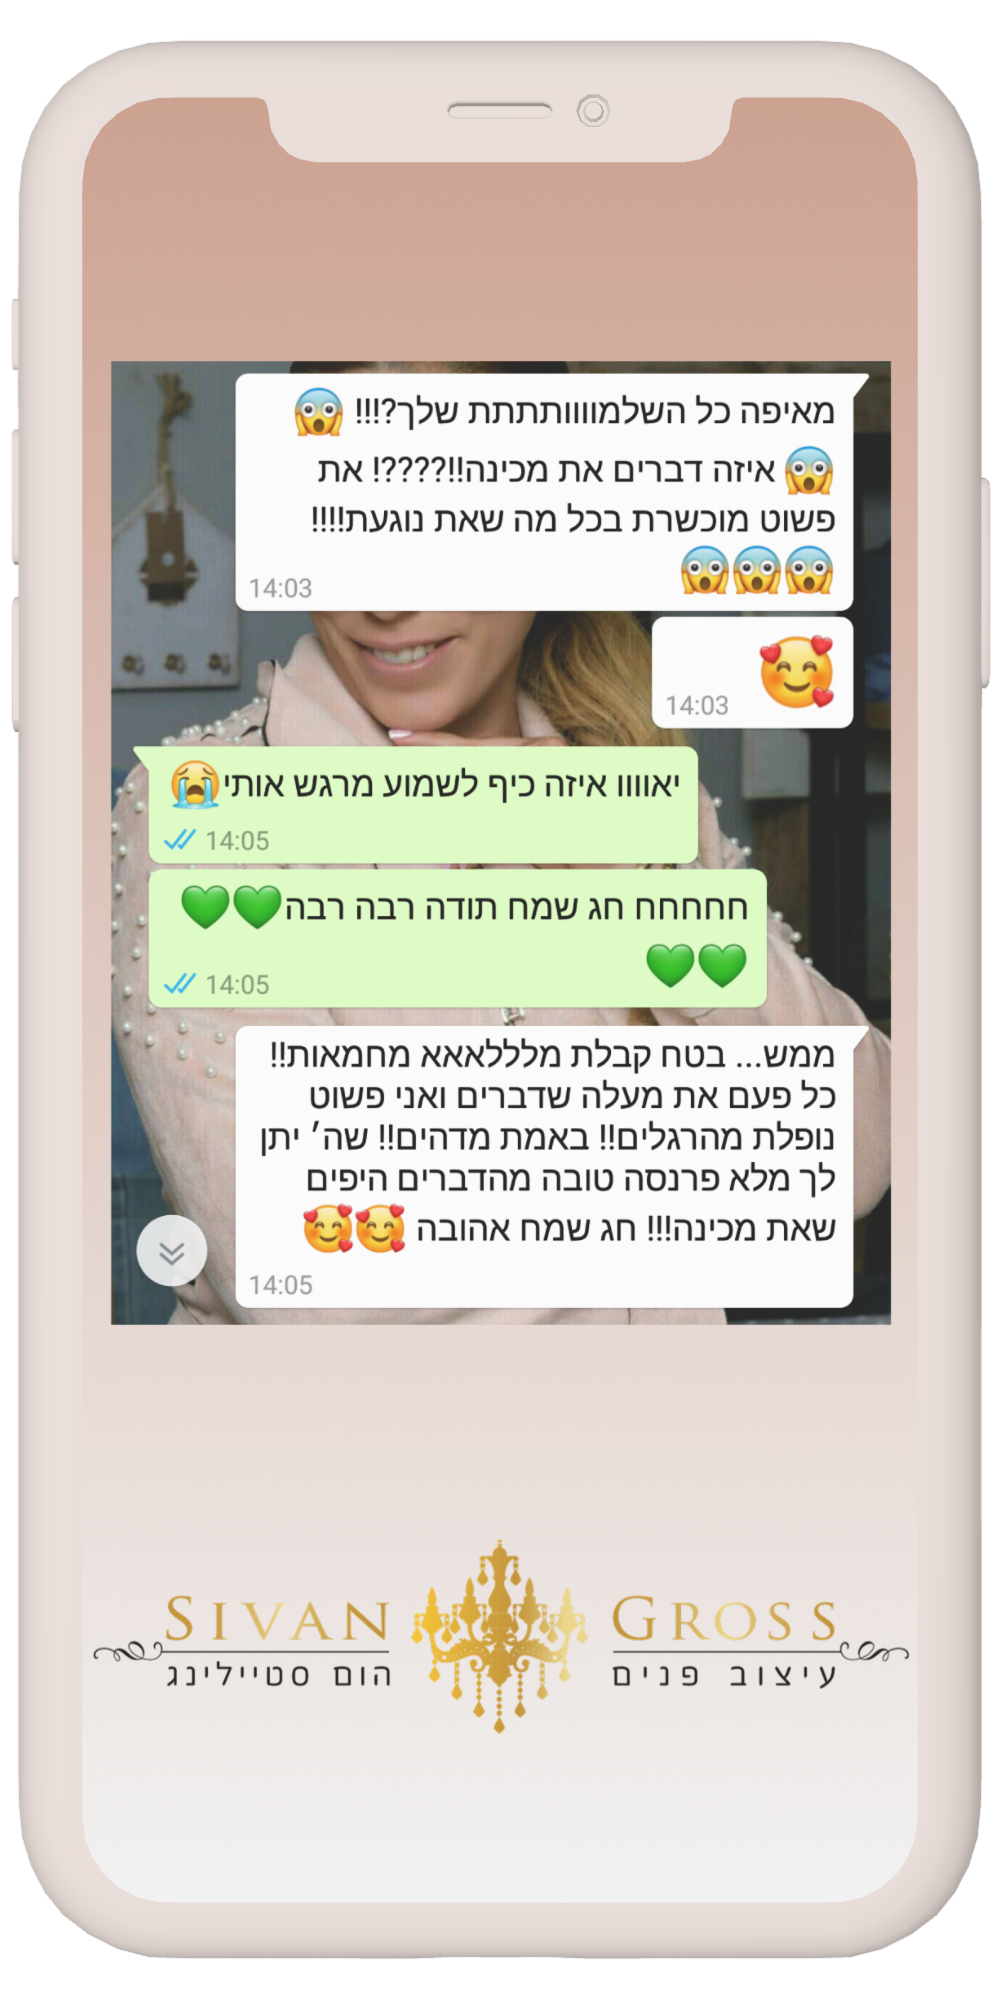 מאיפה כל השלמווווותתתת שלך?!!! 😱
😱 איזה דברים את מכינה!!????! את
פשוט מוכשרת בכל מה שאת נוגעת!!!!
😱😱😱
14:03
🥰
14:03
יאווווו איזה כיף לשמוע מרגש אותי😭
14:05
חחחחח חג שמח תודה רבה רבה💚💚
💚💚
14:05
ממש... בטח קבלת מלללאאא מחמאות!!
כל פעם את מעלה שדברים ואני פשוט
נופלת מהרגלים!! באמת מדהים!! שה' יתן
לך מלא פרנסה טובה מהדברים היפים
שאת מכינה!!! חג שמח אהובה 🥰🥰
14:05
SIVAN GROSS
הום סטיילינג עיצוב פנים